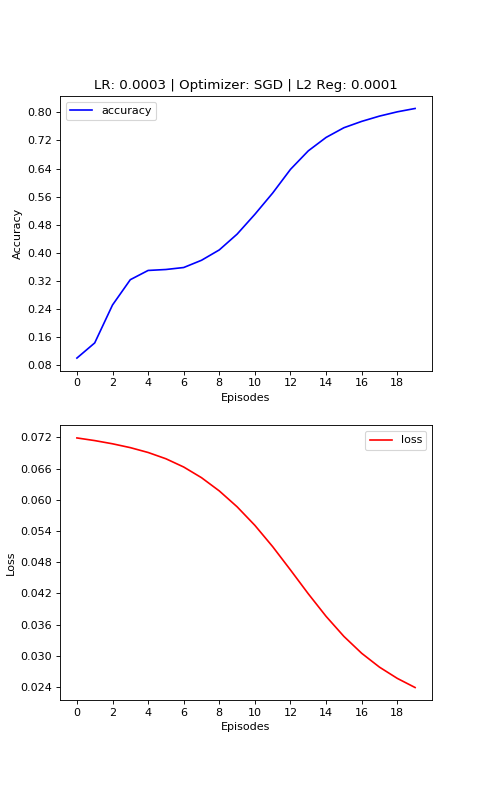 LR: 0.0003 | Optimizer: SGD | L2 Reg: 0.0001
accuracy
0.80
0.72
0.64
0.56
0.48
0.40
0.32
0.24
0.16
0.08
Accuracy
0 2 4 6 8 10 12 14 16 18
Episodes
loss
0.072
0.066
0.060
0.054
0.048
0.042
0.036
0.030
0.024
Loss
0 2 4 6 8 10 12 14 16 18
Episodes